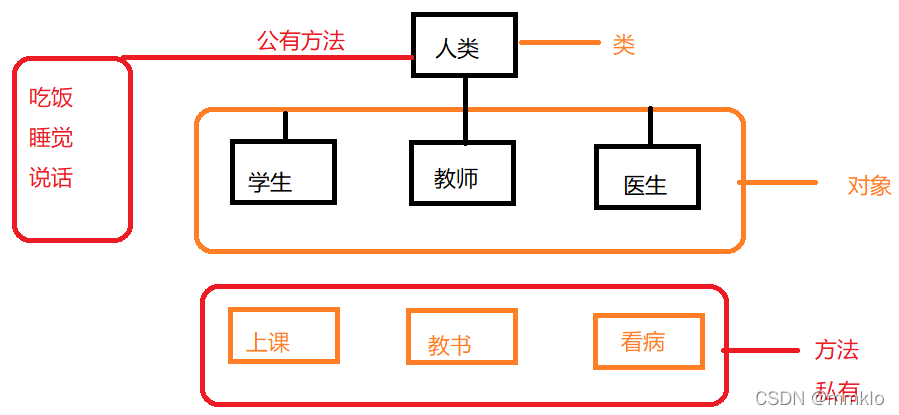 公有方法
人类
类
吃饭
睡觉
说话
学生
教师
医生
对象
上课
教书
看病
方法
私有
CSDN @mmklo